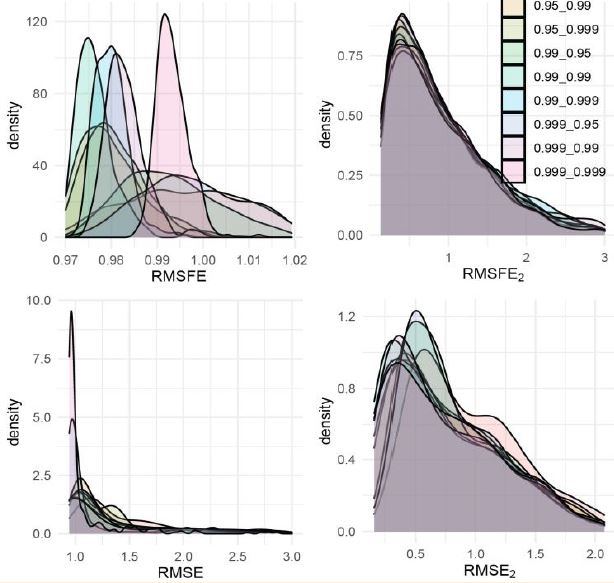 120
80
40
0
density
0.97 0.98 0.99 1.00 1.01 1.02
RMSFE
0.75
0.50
0.25
0.00
density
1 2 3
RMSFE₂
0.95_0.99
0.95_0.999
0.99_0.95
0.99_0.99
0.99_0.999
0.999_0.95
0.999_0.99
0.999_0.999
10.0
7.5
5.0
2.5
0.0
density
1.0 1.5 2.0 2.5 3.0
RMSE
1.2
0.8
0.4
0.0
density
0.5 1.0 1.5 2.0
RMSE₂